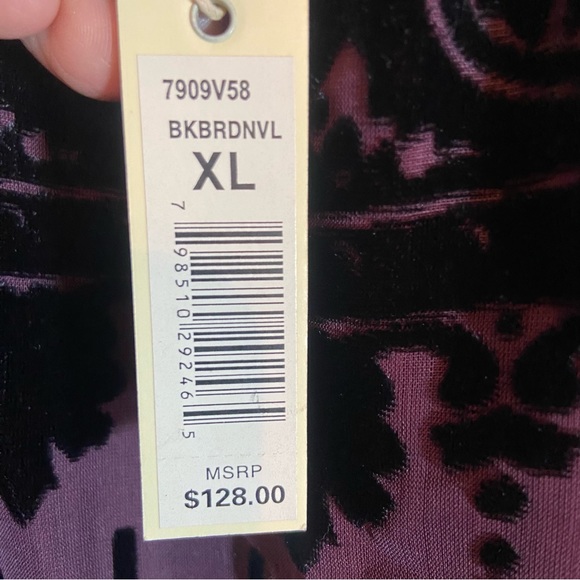 7909V58
BKBRDNVL
XL
7 98510 29246 5
MSRP
$128.00